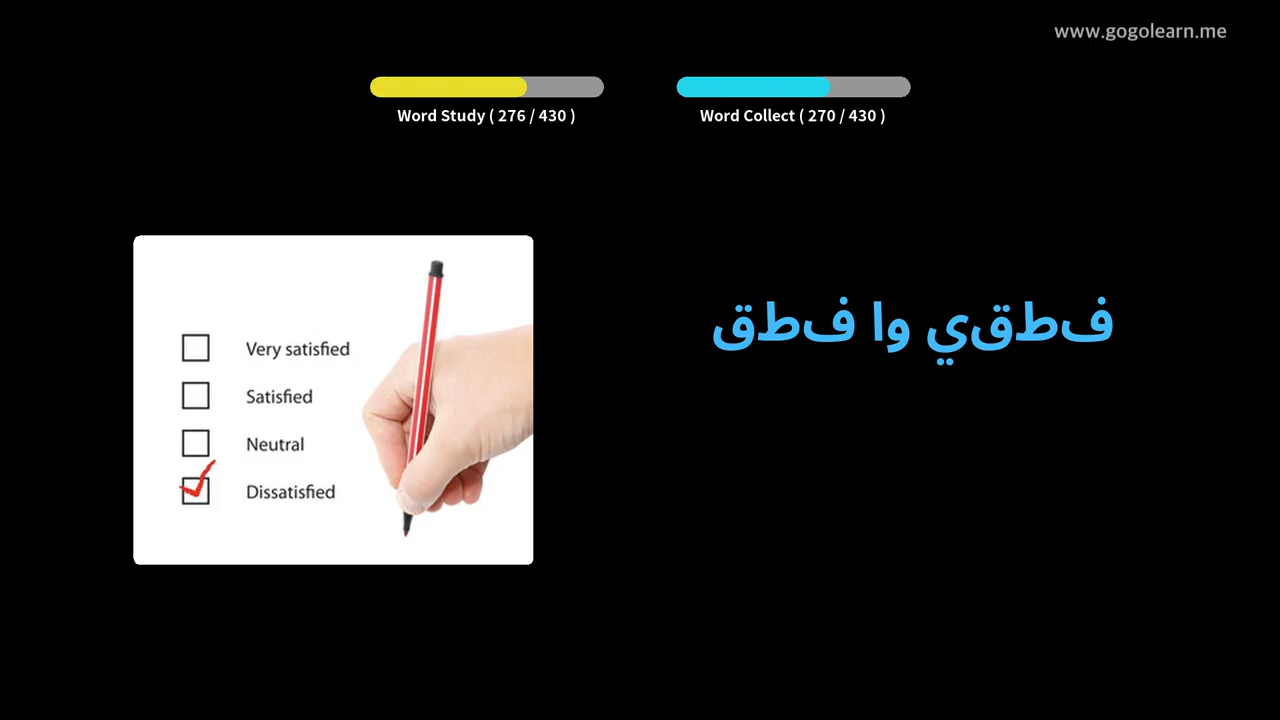 www.gogolearn.me
Word Study ( 276 / 430 )
Word Collect ( 270 / 430 )
فطقي وا فطق
Very satisfied
Satisfied
Neutral
Dissatisfied